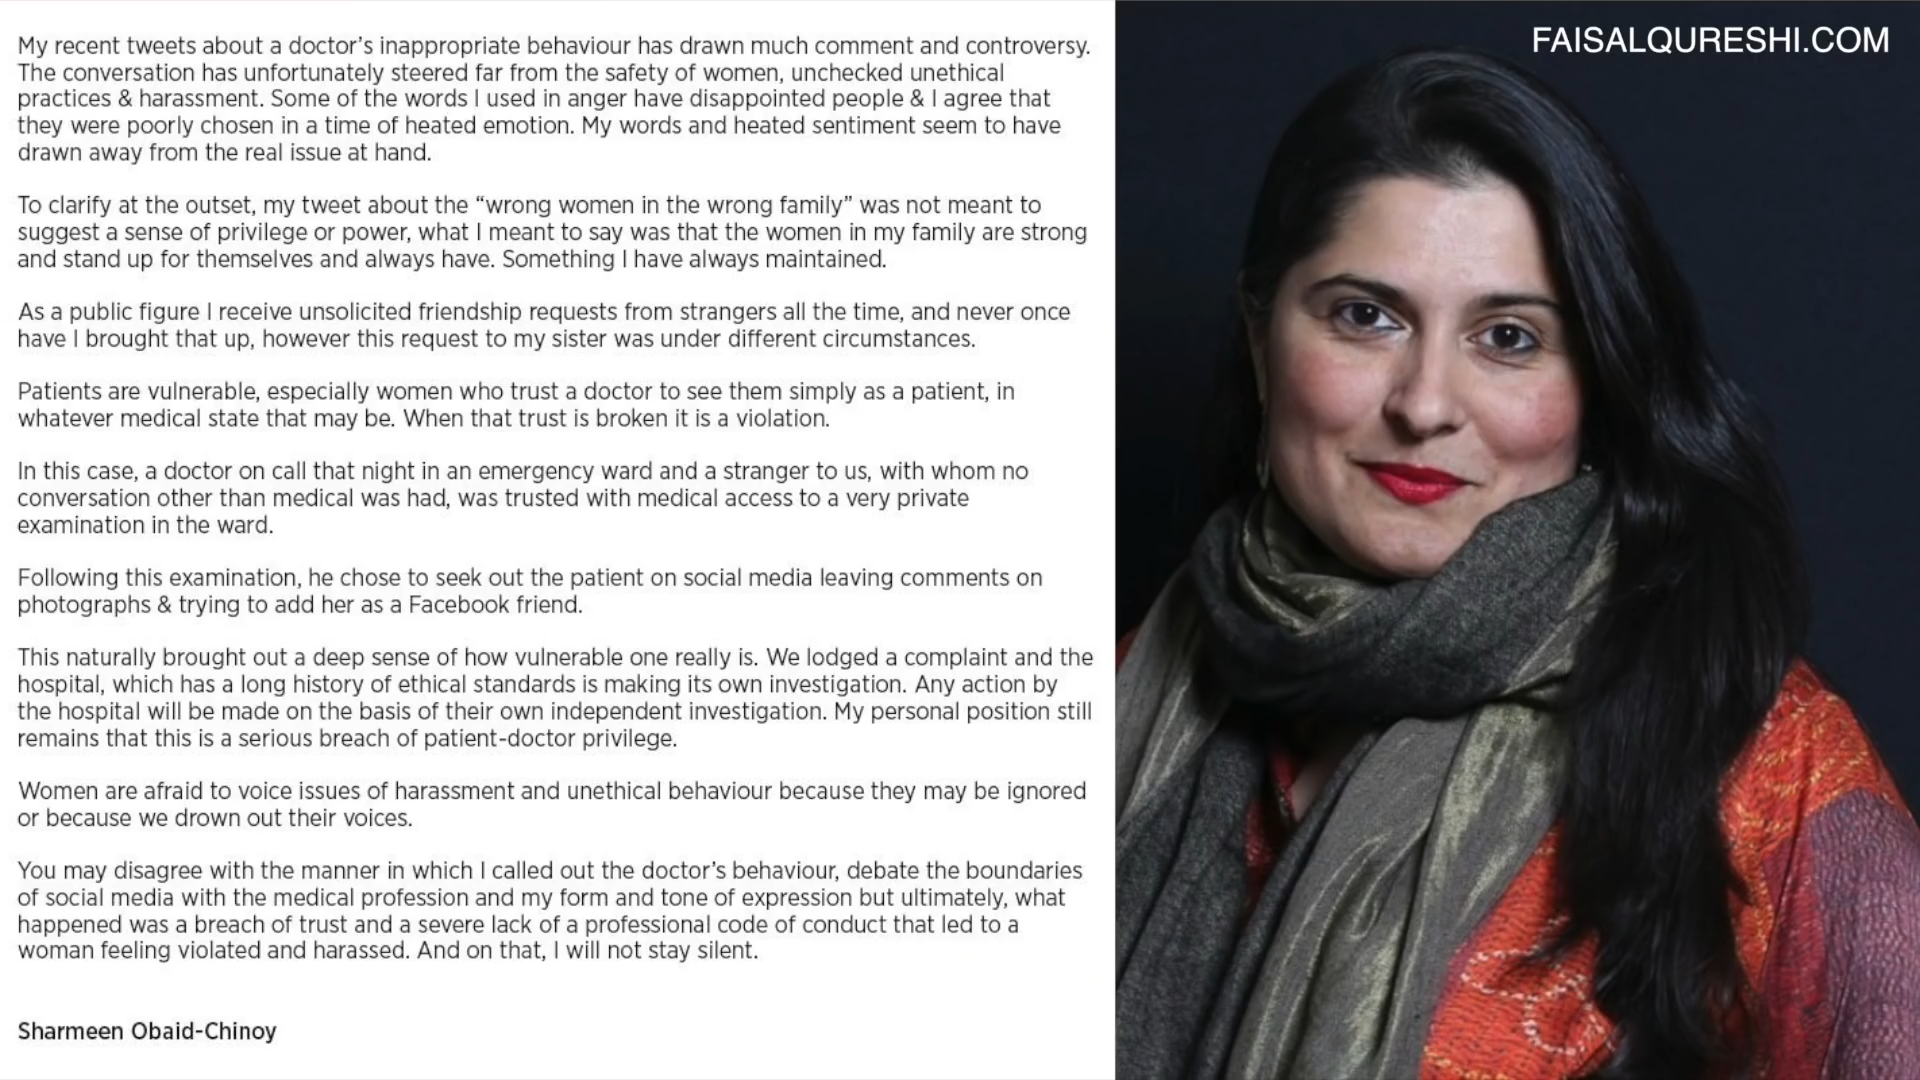 My recent tweets about a doctor’s inappropriate behaviour has drawn much comment and controversy.
The conversation has unfortunately steered far from the safety of women, unchecked unethical
practices & harassment. Some of the words I used in anger have disappointed people & I agree that
they were poorly chosen in a time of heated emotion. My words and heated sentiment seem to have
drawn away from the real issue at hand.
To clarify at the outset, my tweet about the “wrong women in the wrong family” was not meant to
suggest a sense of privilege or power, what I meant to say was that the women in my family are strong
and stand up for themselves and always have. Something I have always maintained.
As a public figure I receive unsolicited friendship requests from strangers all the time, and never once
have I brought that up, however this request to my sister was under different circumstances.
Patients are vulnerable, especially women who trust a doctor to see them simply as a patient, in
whatever medical state that may be. When that trust is broken it is a violation.
In this case, a doctor on call that night in an emergency ward and a stranger to us, with whom no
conversation other than medical was had, was trusted with medical access to a very private
examination in the ward.
Following this examination, he chose to seek out the patient on social media leaving comments on
photographs & trying to add her as a Facebook friend.
This naturally brought out a deep sense of how vulnerable one really is. We lodged a complaint and the
hospital, which has a long history of ethical standards is making its own investigation. Any action by
the hospital will be made on the basis of their own independent investigation. My personal position still
remains that this is a serious breach of patient-doctor privilege.
Women are afraid to voice issues of harassment and unethical behaviour because they may be ignored
or because we drown out their voices.
You may disagree with the manner in which I called out the doctor’s behaviour, debate the boundaries
of social media with the medical profession and my form and tone of expression but ultimately, what
happened was a breach of trust and a severe lack of a professional code of conduct that led to a
woman feeling violated and harassed. And on that, I will not stay silent.
Sharmeen Obaid-Chinoy
FAISALQURESHI.COM